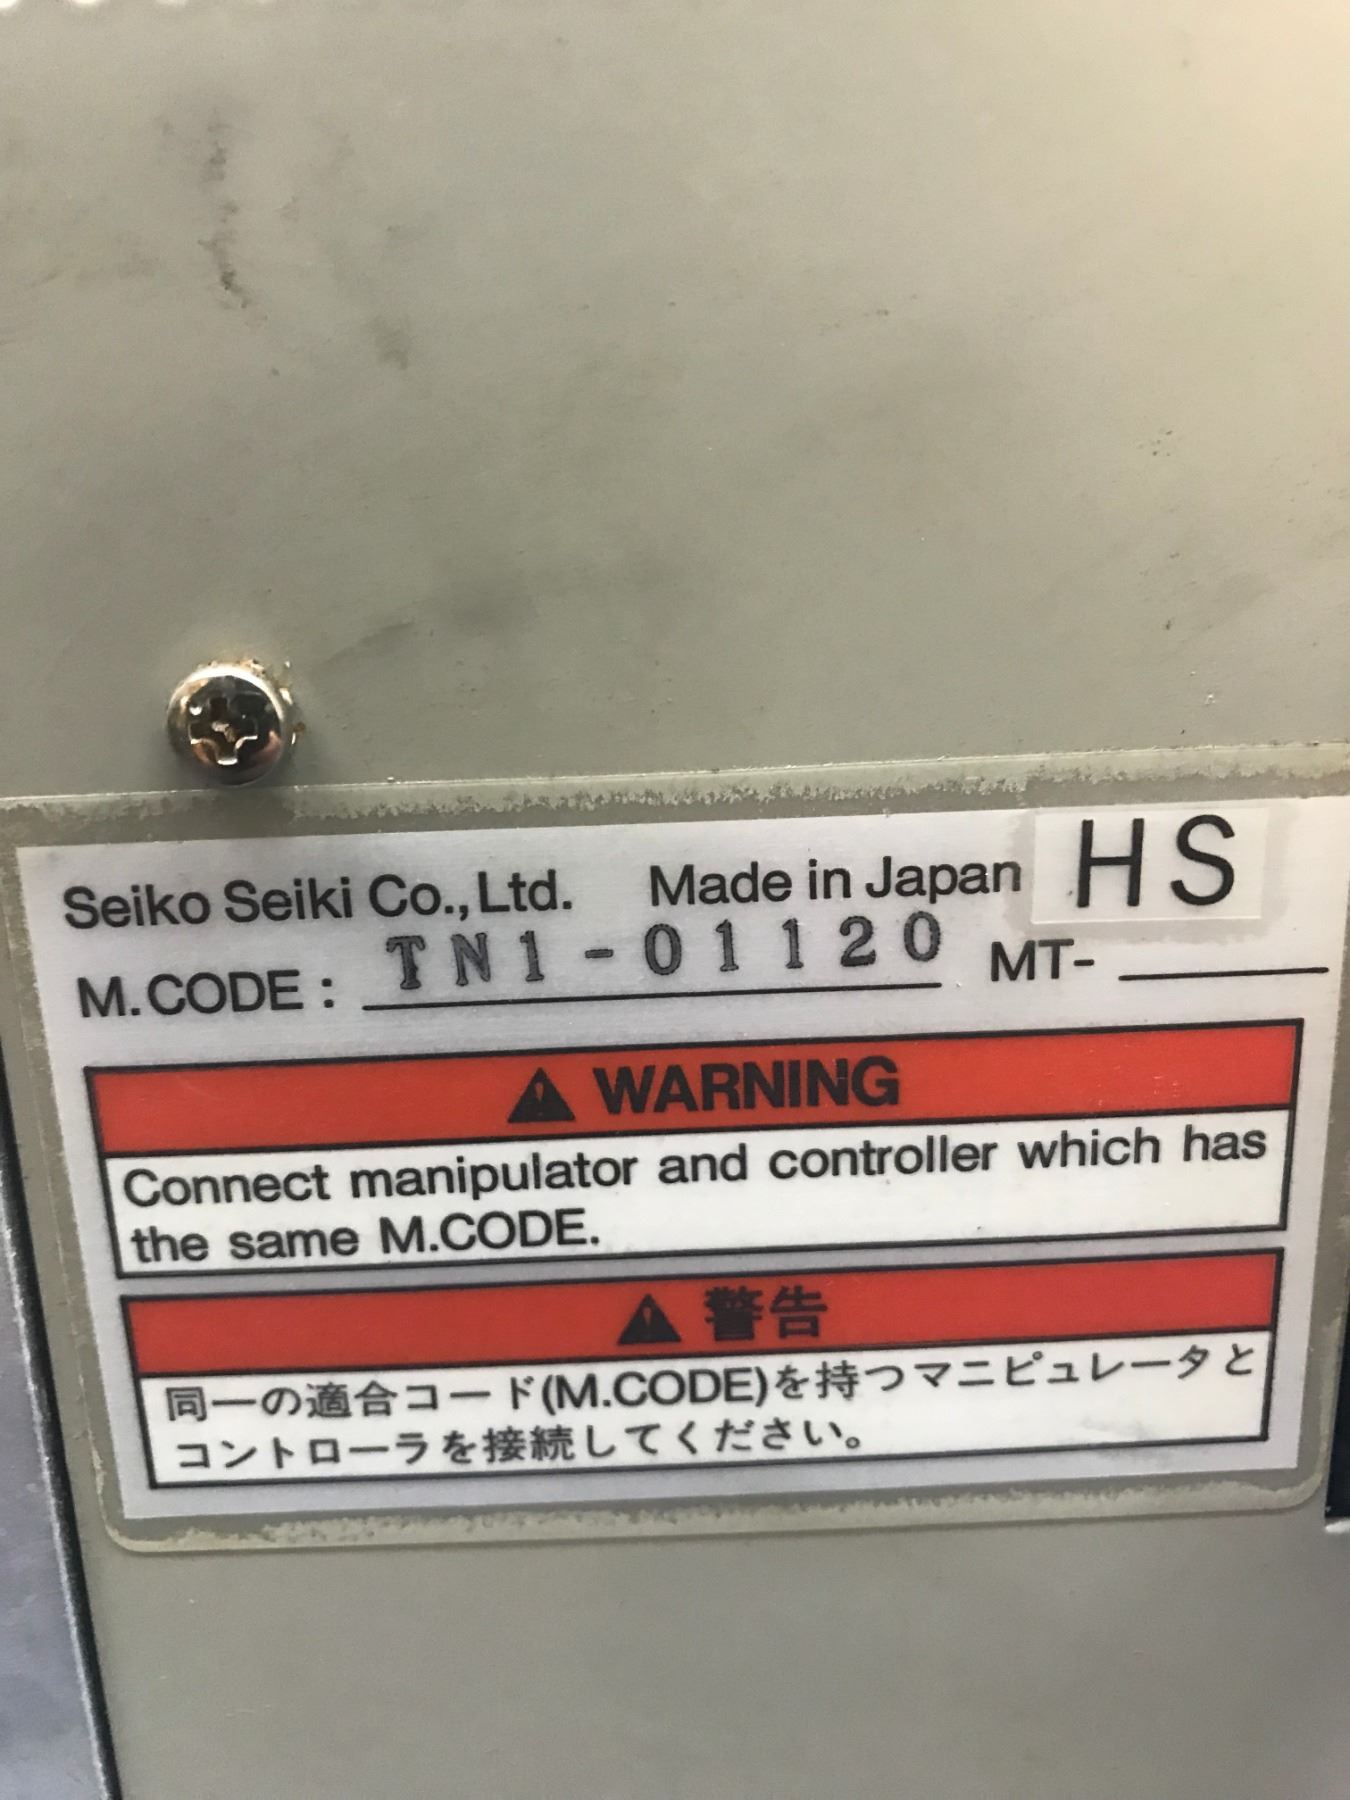 Seiko Seiki Co., Ltd. Made in Japan HS
M.CODE : TN1-01120 MT-
WARNING
Connect manipulator and controller which has
the same M.CODE.
警告
同一の適合コード(M.CODE)を持つマニピュレータと
コントローラを接続してください。